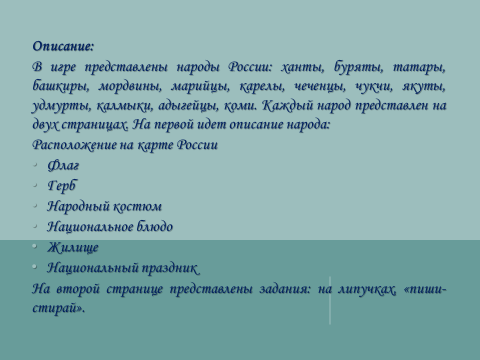 Описание:
В игре представлены народы России: ханты, буряты, татары,
башкиры, мордвины, марийцы, карелы, чеченцы, чукчи, якуты,
удмурты, калмыки, адыгейцы, коми. Каждый народ представлен на
двух страницах. На первой идет описание народа:
Расположение на карте России
• Флаг
• Герб
• Народный костюм
• Национальное блюдо
• Жилище
• Национальный праздник
На второй странице представлены задания: на липучках, «пиши-
стирай».